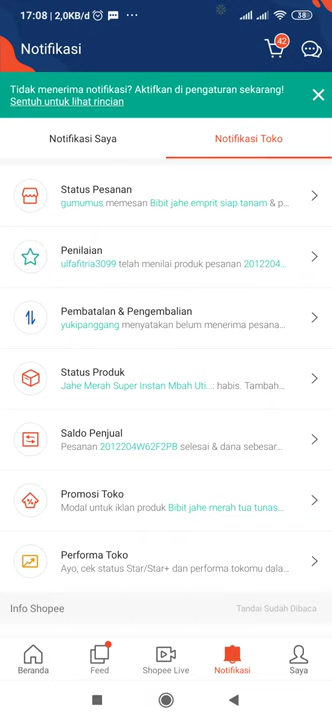 17:08 | 2,0KB/d
38
Notifikasi
42
Tidak menerima notifikasi? Aktifkan di pengaturan sekarang!
Sentuh untuk lihat rincian
Notifikasi Saya
Notifikasi Toko
Status Pesanan
gumumus memesan Bibit jahe emprit siap tanam & p...
Penilaian
ulfafitria3099 telah menilai produk pesanan 2012204...
Pembatalan & Pengembalian
yukipanggang menyatakan belum menerima pesana...
Status Produk
Jahe Merah Super Instan Mbah Uti...: habis. Tambah...
Saldo Penjual
Pesanan 2012204W62F2PB selesai & dana sebesar...
Promosi Toko
Modal untuk iklan produk Bibit jahe merah tua tunas...
Performa Toko
Ayo, cek status Star/Star+ dan performa tokomu dala...
Info Shopee
Tandai Sudah Dibaca
Beranda
Feed
Shopee Live
Notifikasi
Saya